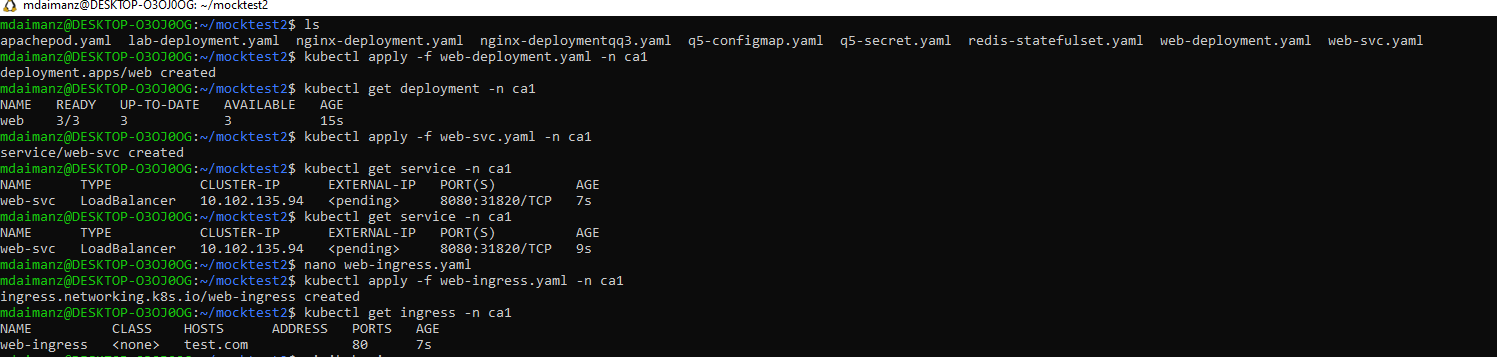 mdaimanz@DESKTOP-O3OJ0OG: ~/mocktest2
mdaimanz@DESKTOP-O3OJ0OG:~/mocktest2$ ls
apachepod.yaml  lab-deployment.yaml  nginx-deployment.yaml  nginx-deploymentqq3.yaml  q5-configmap.yaml  q5-secret.yaml  redis-statefulset.yaml  web-deployment.yaml  web-svc.yaml
mdaimanz@DESKTOP-O3OJ0OG:~/mocktest2$ kubectl apply -f web-deployment.yaml -n ca1
deployment.apps/web created
mdaimanz@DESKTOP-O3OJ0OG:~/mocktest2$ kubectl get deployment -n ca1
NAME   READY   UP-TO-DATE   AVAILABLE   AGE
web    3/3     3            3           15s
mdaimanz@DESKTOP-O3OJ0OG:~/mocktest2$ kubectl apply -f web-svc.yaml -n ca1
service/web-svc created
mdaimanz@DESKTOP-O3OJ0OG:~/mocktest2$ kubectl get service -n ca1
NAME      TYPE           CLUSTER-IP      EXTERNAL-IP   PORT(S)          AGE
web-svc   LoadBalancer   10.102.135.94   <pending>     8080:31820/TCP   7s
mdaimanz@DESKTOP-O3OJ0OG:~/mocktest2$ kubectl get service -n ca1
NAME      TYPE           CLUSTER-IP      EXTERNAL-IP   PORT(S)          AGE
web-svc   LoadBalancer   10.102.135.94   <pending>     8080:31820/TCP   9s
mdaimanz@DESKTOP-O3OJ0OG:~/mocktest2$ nano web-ingress.yaml
mdaimanz@DESKTOP-O3OJ0OG:~/mocktest2$ kubectl apply -f web-ingress.yaml -n ca1
ingress.networking.k8s.io/web-ingress created
mdaimanz@DESKTOP-O3OJ0OG:~/mocktest2$ kubectl get ingress -n ca1
NAME          CLASS    HOSTS      ADDRESS   PORTS   AGE
web-ingress   <none>   test.com             80      7s